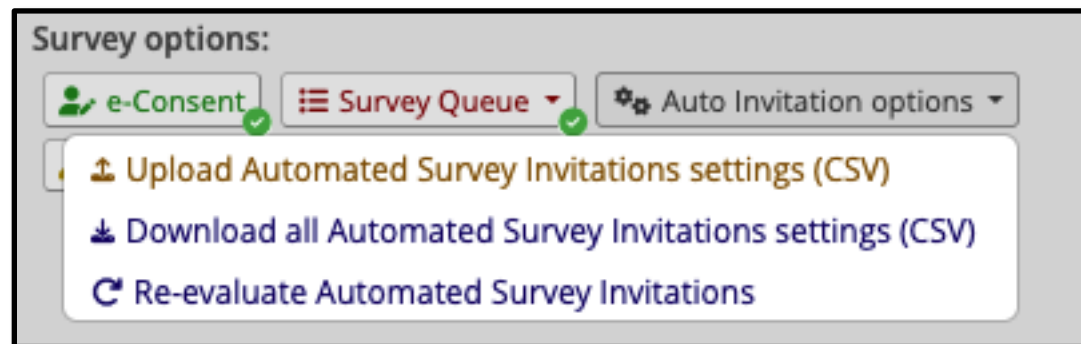 Survey options:
e-Consent Survey Queue Auto Invitation options
Upload Automated Survey Invitations settings (CSV)
Download all Automated Survey Invitations settings (CSV)
Re-evaluate Automated Survey Invitations